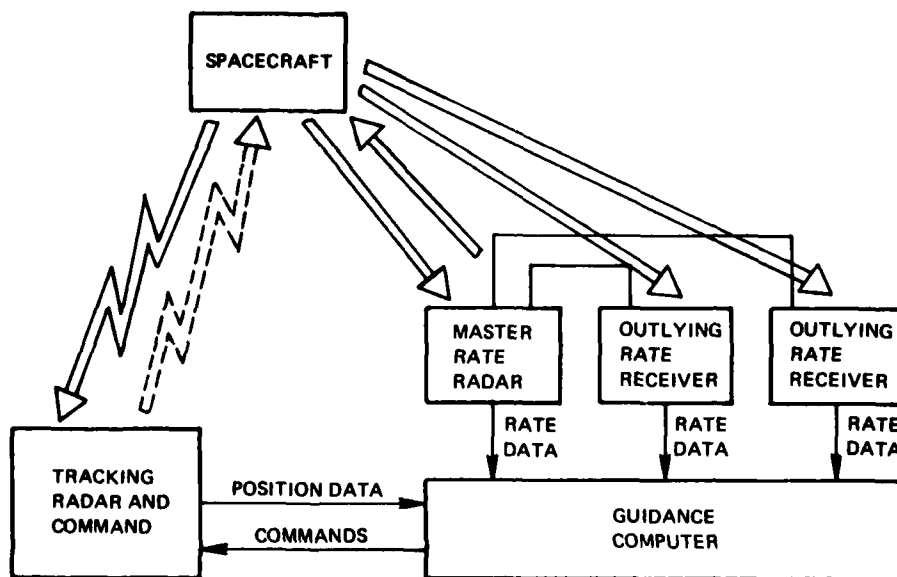 SPACECRAFT
MASTER
RATE
RADAR
OUTLYING
RATE
RECEIVER
OUTLYING
RATE
RECEIVER
RATE
DATA
RATE
DATA
RATE
DATA
TRACKING
RADAR AND
COMMAND
POSITION DATA
COMMANDS
GUIDANCE
COMPUTER